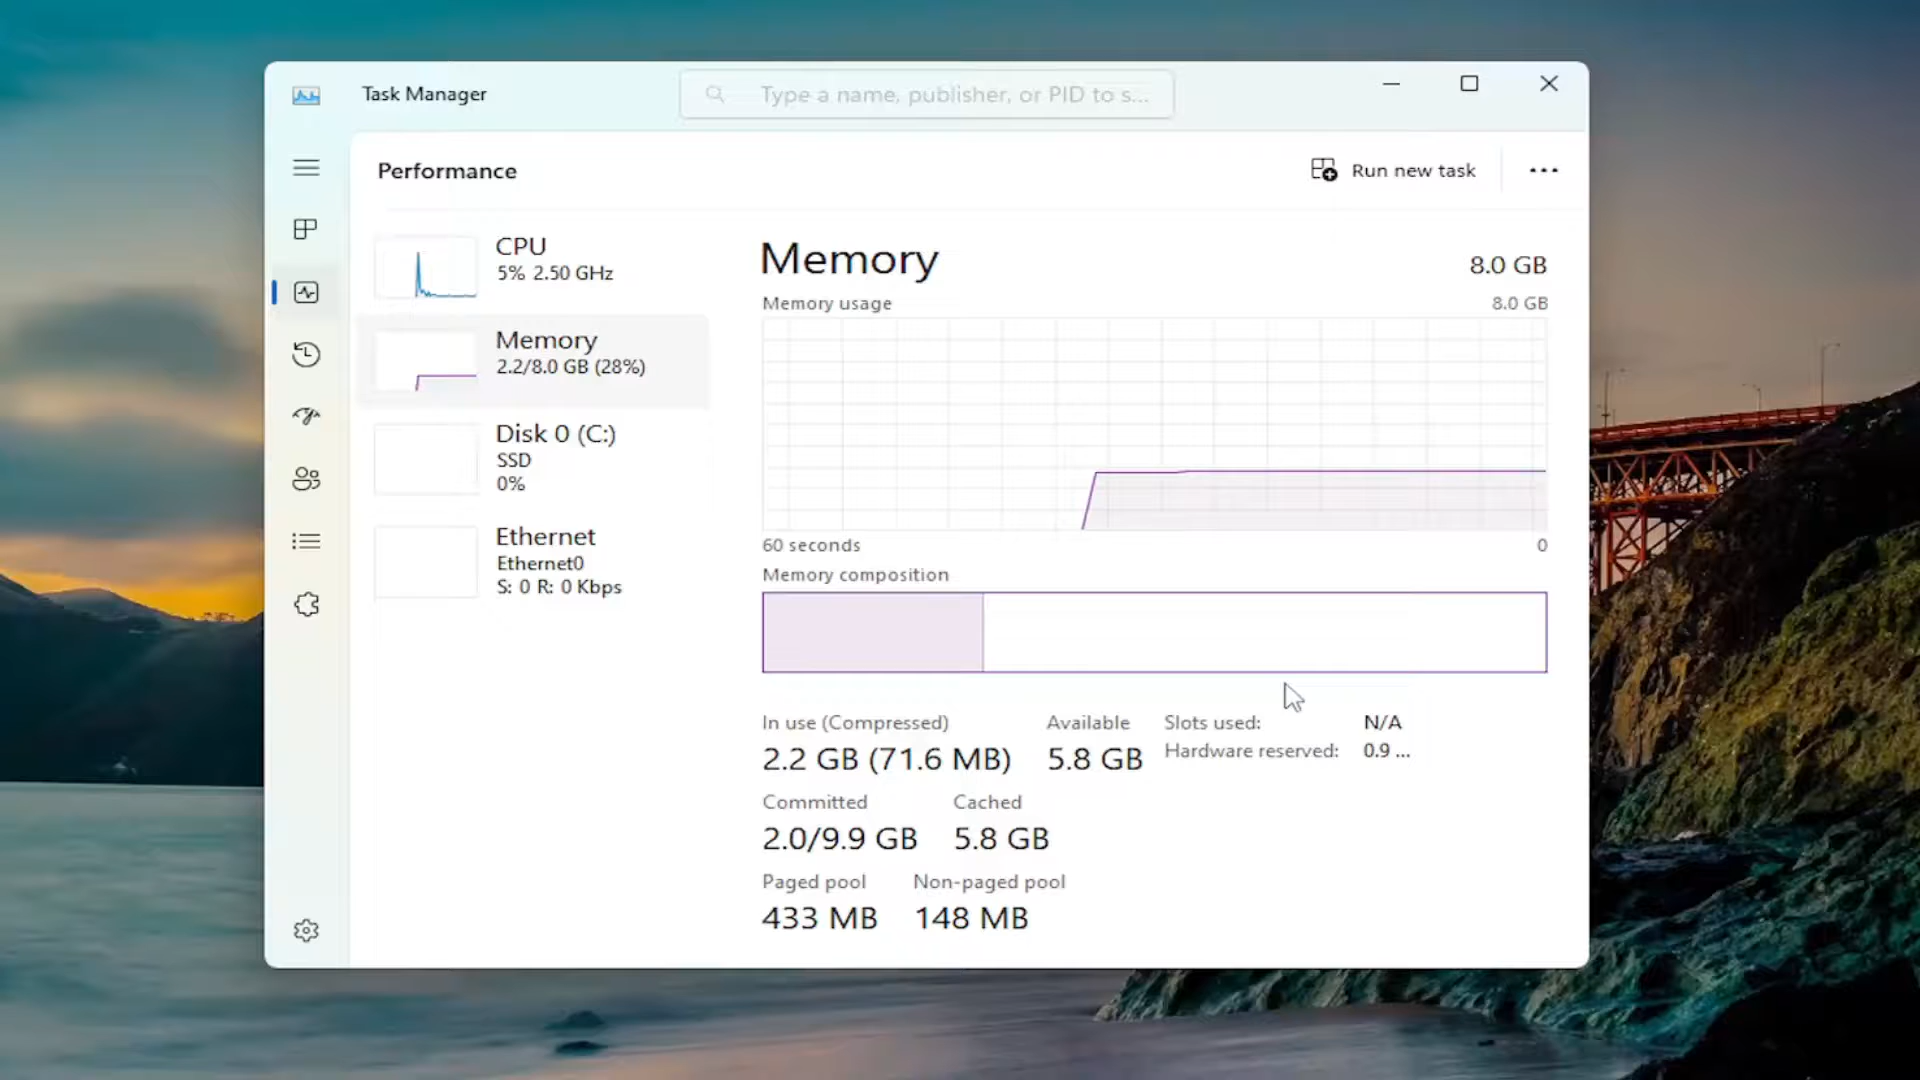 Task Manager
Type a name, publisher, or PID to s...
Performance
Run new task
CPU
5% 2.50 GHz
Memory
2.2/8.0 GB (28%)
Disk 0 (C:)
SSD
0%
Ethernet
Ethernet0
S: 0 R: 0 Kbps
Memory
8.0 GB
Memory usage
8.0 GB
60 seconds
0
Memory composition
In use (Compressed)
2.2 GB (71.6 MB)
Available
5.8 GB
Slots used:
N/A
Hardware reserved:
0.9 ...
Committed
2.0/9.9 GB
Cached
5.8 GB
Paged pool
433 MB
Non-paged pool
148 MB